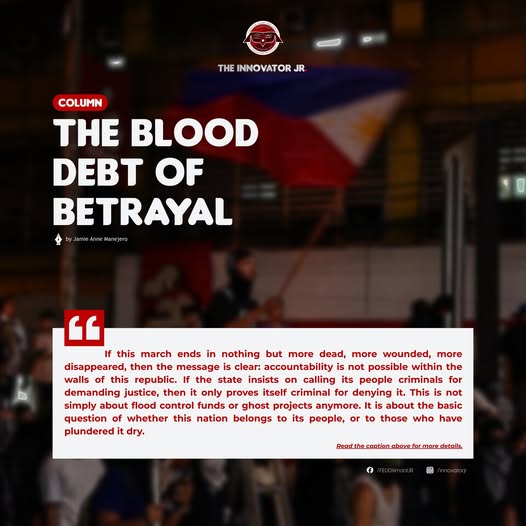 THE INNOVATOR JR.
COLUMN
THE BLOOD
DEBT OF
BETRAYAL
by Jamie Anne Manejero
If this march ends in nothing but more dead, more wounded, more
disappeared, then the message is clear: accountability is not possible within the
walls of this republic. If the state insists on calling its people criminals for
demanding justice, then it only proves itself criminal for denying it. This is not
simply about flood control funds or ghost projects anymore. It is about the basic
question of whether this nation belongs to its people, or to those who have
plundered it dry.
Read the caption above for more details.